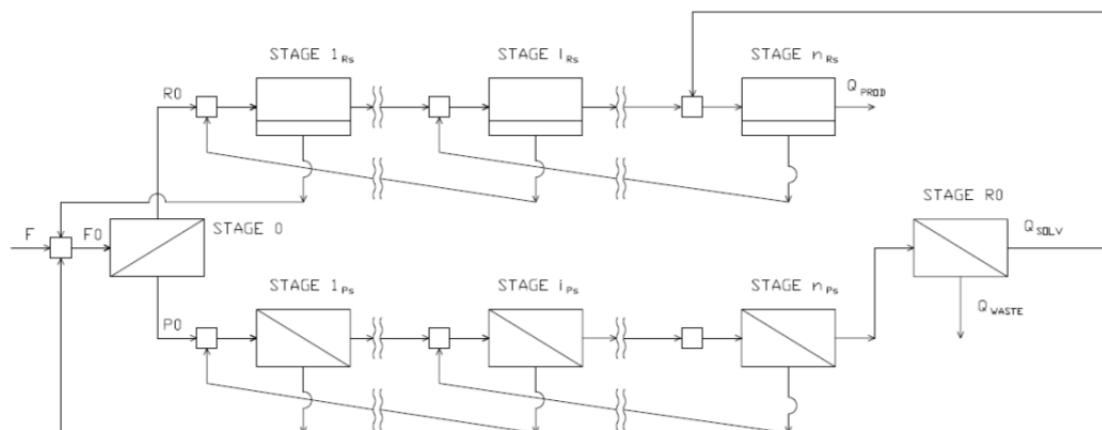 STAGE 1Rs
STAGE IRs
STAGE nRs
QPROD
R0
STAGE R0
F
F0
STAGE 0
QSOLV
STAGE 1Ps
STAGE iPs
STAGE nPs
P0
QWASTE